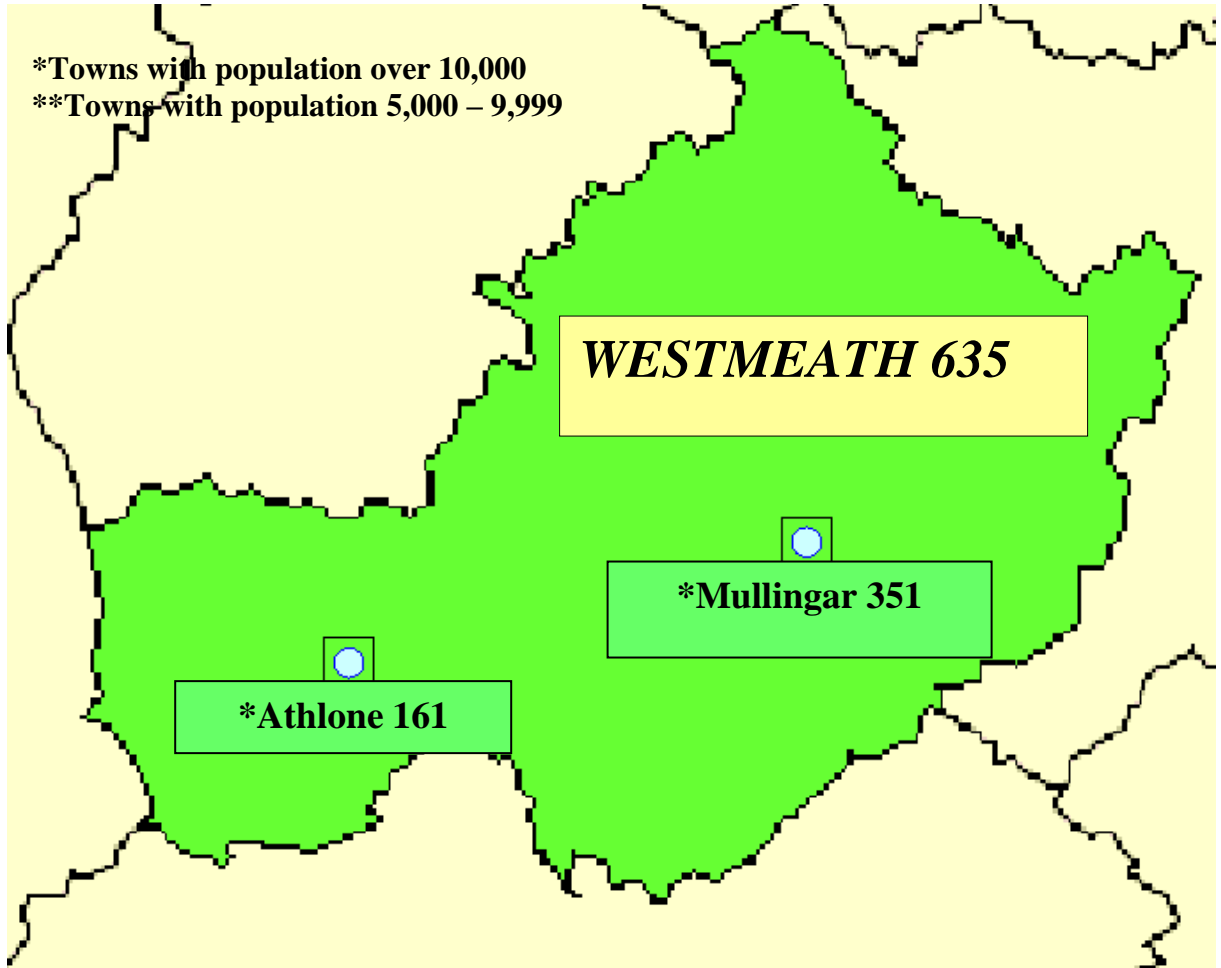 *Towns with population over 10,000
**Towns with population 5,000 – 9,999
WESTMEATH 635
*Mullingar 351
*Athlone 161